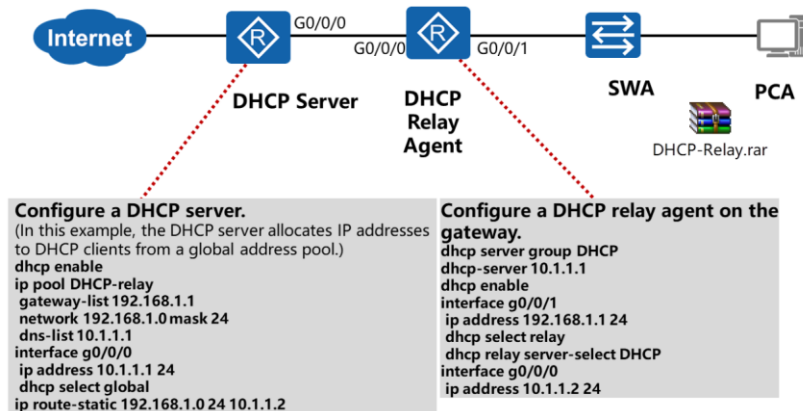 Internet
R
G0/0/0
G0/0/0
R
G0/0/1
DHCP Server
DHCP
Relay
Agent
SWA
PCA
DHCP-Relay.rar
Configure a DHCP server.
(In this example, the DHCP server allocates IP addresses
to DHCP clients from a global address pool.)
dhcp enable
ip pool DHCP-relay
gateway-list 192.168.1.1
network 192.168.1.0 mask 24
dns-list 10.1.1.1
interface g0/0/0
ip address 10.1.1.1 24
dhcp select global
ip route-static 192.168.1.0 24 10.1.1.2
Configure a DHCP relay agent on the
gateway.
dhcp server group DHCP
dhcp-server 10.1.1.1
dhcp enable
interface g0/0/1
ip address 192.168.1.1 24
dhcp select relay
dhcp relay server-select DHCP
interface g0/0/0
ip address 10.1.1.2 24